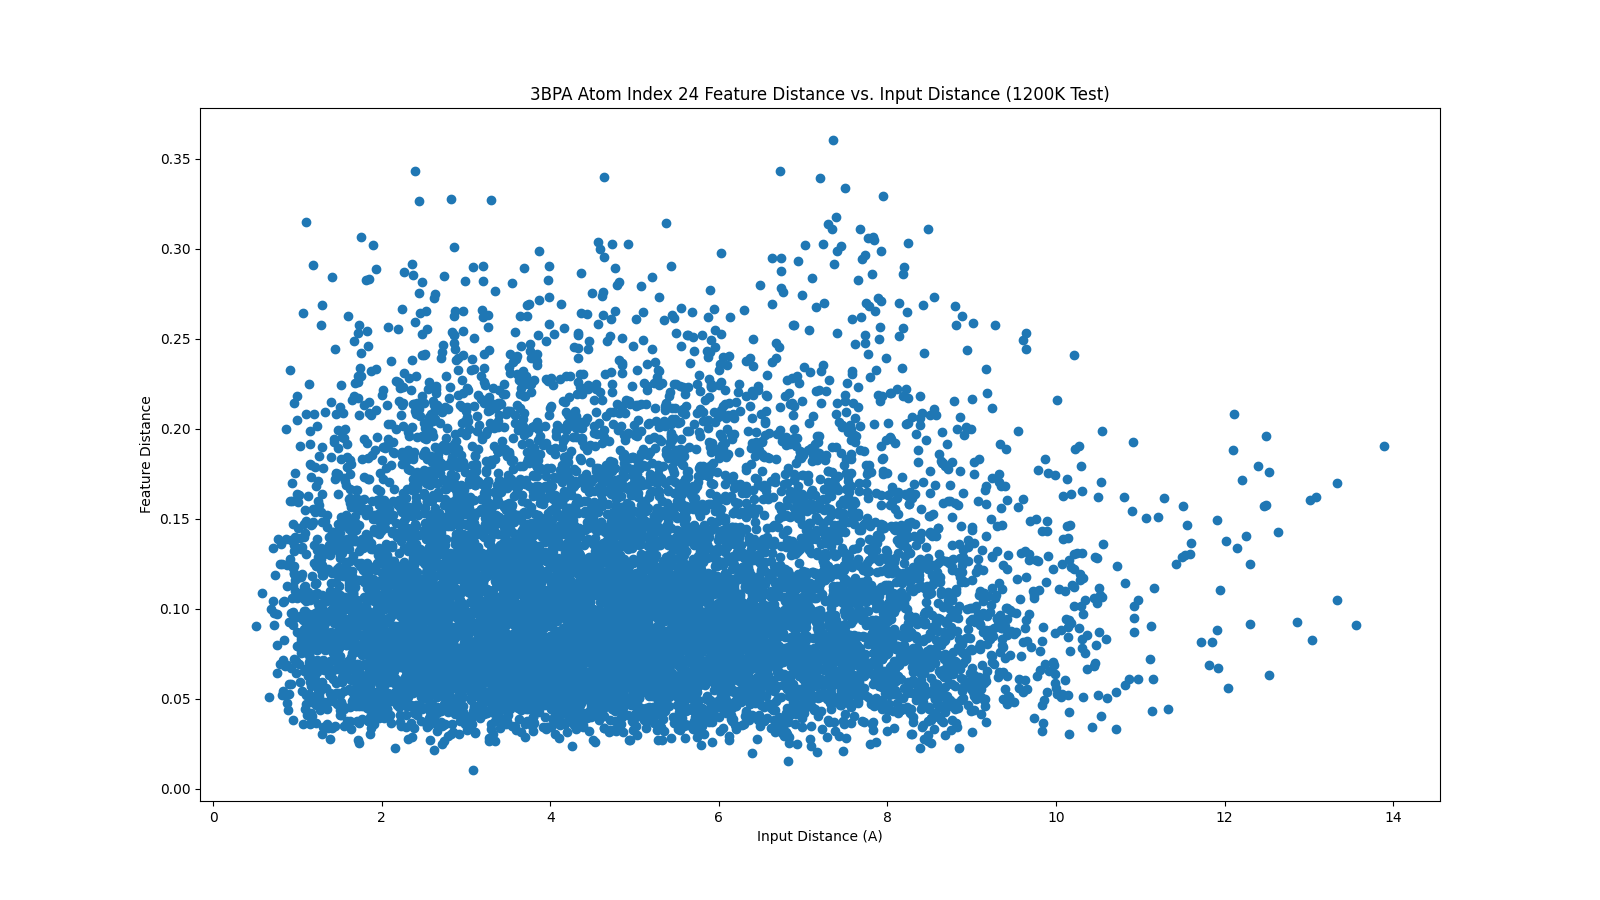 3BPA Atom Index 24 Feature Distance vs. Input Distance (1200K Test)
0.35
0.30
0.25
0.20
0.15
0.10
0.05
0.00
Feature Distance
0 2 4 6 8 10 12 14
Input Distance (A)